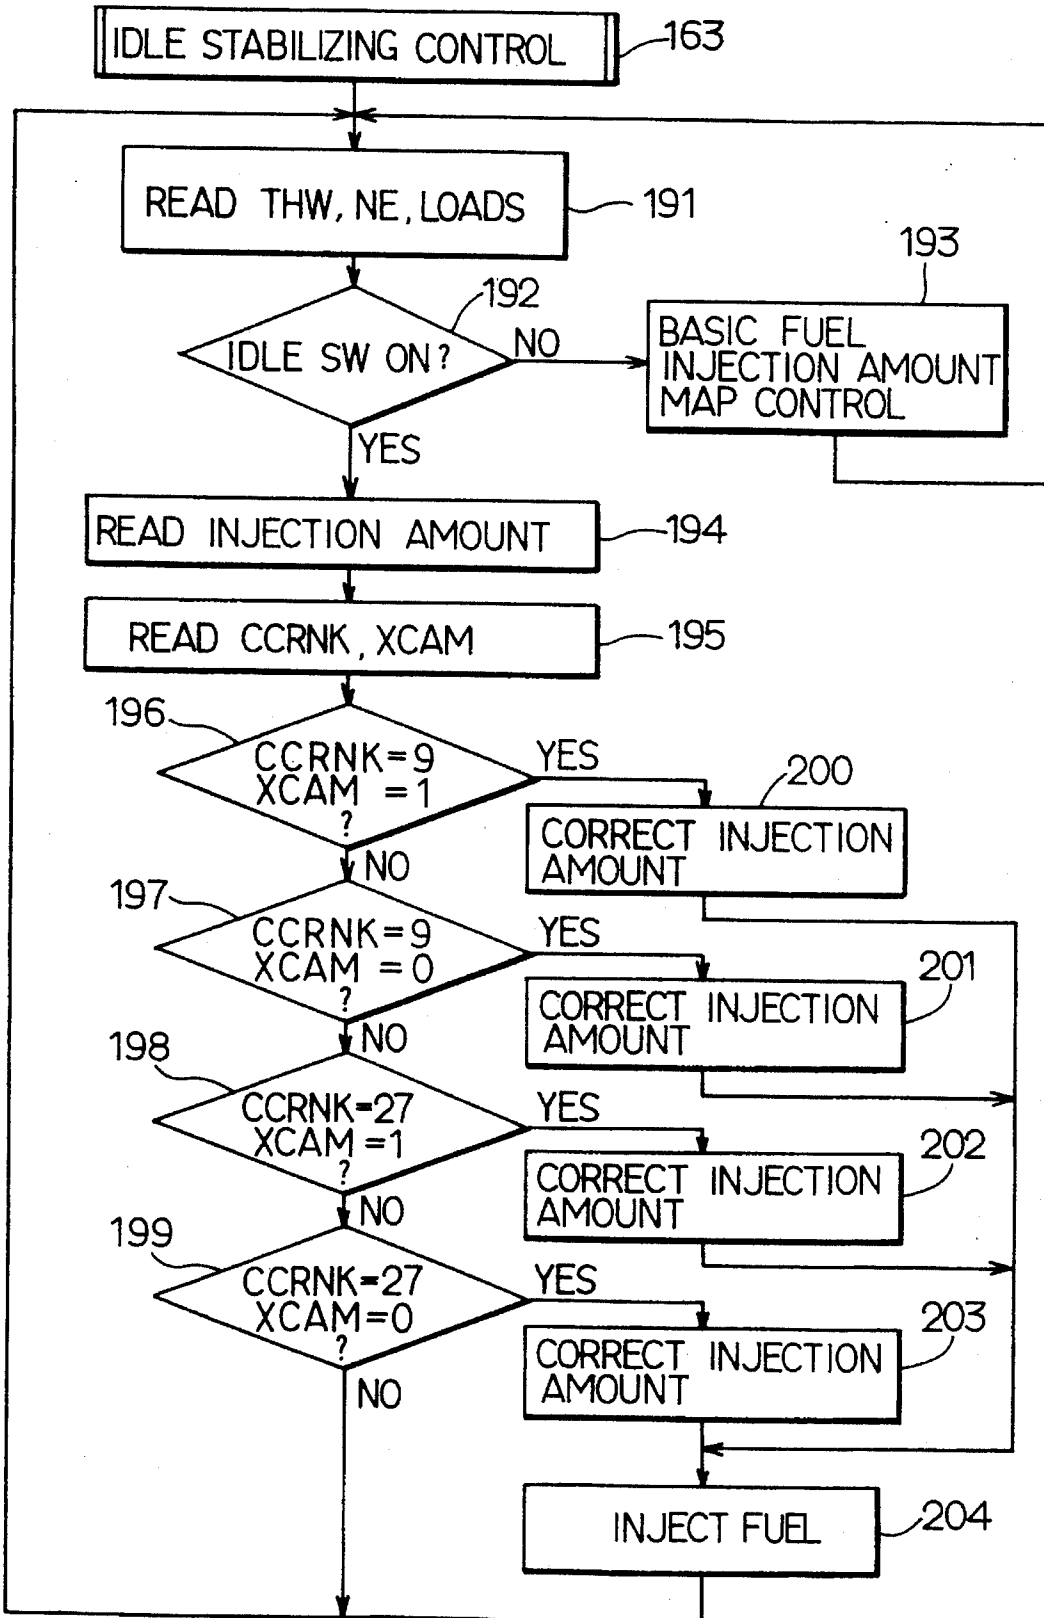 IDLE STABILIZING CONTROL
163
READ THW, NE, LOADS
191
193
192
IDLE SW ON?
NO
BASIC FUEL
INJECTION AMOUNT
MAP CONTROL
YES
READ INJECTION AMOUNT
194
READ CCRNK, XCAM
195
196
CCRNK=9
XCAM =1
?
YES
200
CORRECT INJECTION
AMOUNT
NO
197
CCRNK=9
XCAM =0
?
YES
201
CORRECT INJECTION
AMOUNT
NO
198
CCRNK=27
XCAM =1
?
YES
202
CORRECT INJECTION
AMOUNT
NO
199
CCRNK=27
XCAM=0
?
YES
203
CORRECT INJECTION
AMOUNT
NO
INJECT FUEL
204